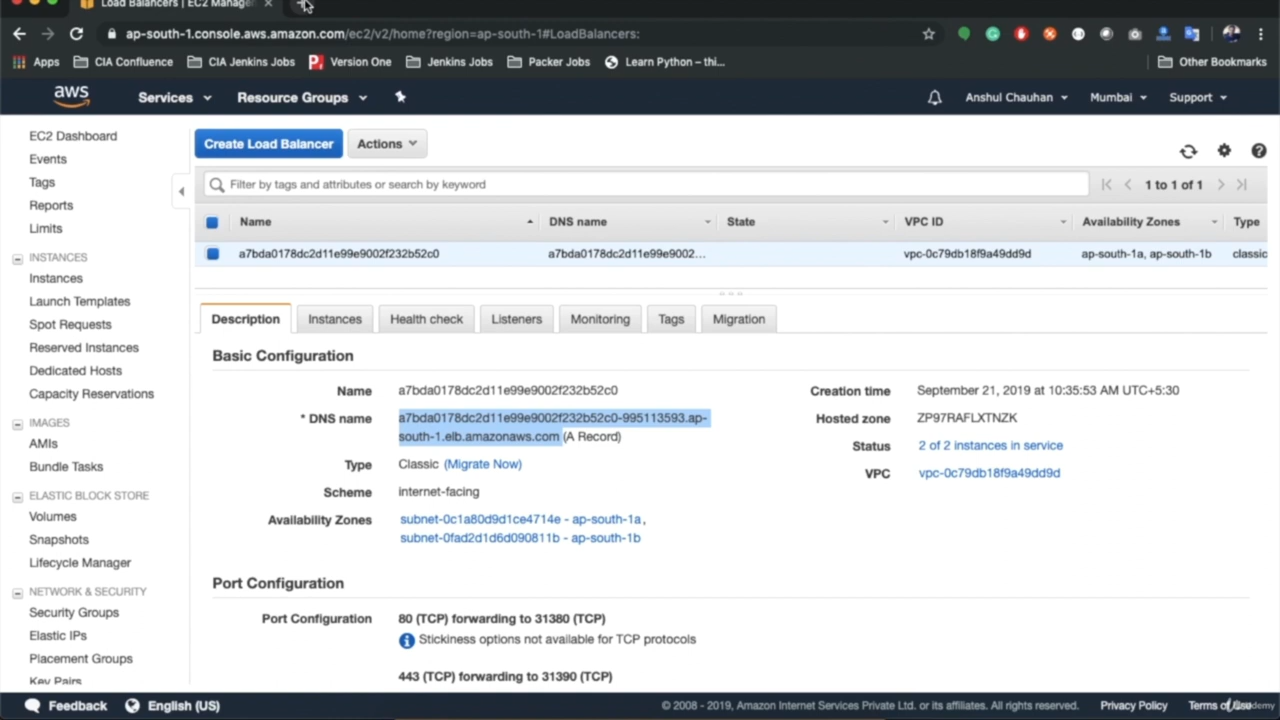 Load Balancers | EC2 Manage
ap-south-1.console.aws.amazon.com/ec2/v2/home?region=ap-south-1#LoadBalancers:
Apps CIA Confluence CIA Jenkins Jobs Version One Jenkins Jobs Packer Jobs Learn Python – thi... Other Bookmarks
aws Services Resource Groups Anshul Chauhan Mumbai Support
EC2 Dashboard
Events
Tags
Reports
Limits
INSTANCES
Instances
Launch Templates
Spot Requests
Reserved Instances
Dedicated Hosts
Capacity Reservations
IMAGES
AMIs
Bundle Tasks
ELASTIC BLOCK STORE
Volumes
Snapshots
Lifecycle Manager
NETWORK & SECURITY
Security Groups
Elastic IPs
Placement Groups
Key Pairs
Create Load Balancer Actions
Filter by tags and attributes or search by keyword 1 to 1 of 1
Name DNS name State VPC ID Availability Zones Type
a7bda0178dc2d11e99e9002f232b52c0 a7bda0178dc2d11e99e9002... vpc-0c79db18f9a49dd9d ap-south-1a, ap-south-1b classic
Description Instances Health check Listeners Monitoring Tags Migration
Basic Configuration
Name a7bda0178dc2d11e99e9002f232b52c0 Creation time September 21, 2019 at 10:35:53 AM UTC+5:30
* DNS name a7bda0178dc2d11e99e9002f232b52c0-995113593.ap- Hosted zone ZP97RAFLXTNZK
south-1.elb.amazonaws.com (A Record)
Status 2 of 2 instances in service
Type Classic (Migrate Now)
VPC vpc-0c79db18f9a49dd9d
Scheme internet-facing
Availability Zones subnet-0c1a80d9d1ce4714e - ap-south-1a,
subnet-0fad2d1d6d090811b - ap-south-1b
Port Configuration
Port Configuration 80 (TCP) forwarding to 31380 (TCP)
Stickiness options not available for TCP protocols
443 (TCP) forwarding to 31390 (TCP)
Feedback English (US) © 2008 - 2019, Amazon Internet Services Private Ltd. or its affiliates. All rights reserved. Privacy Policy Terms of Use